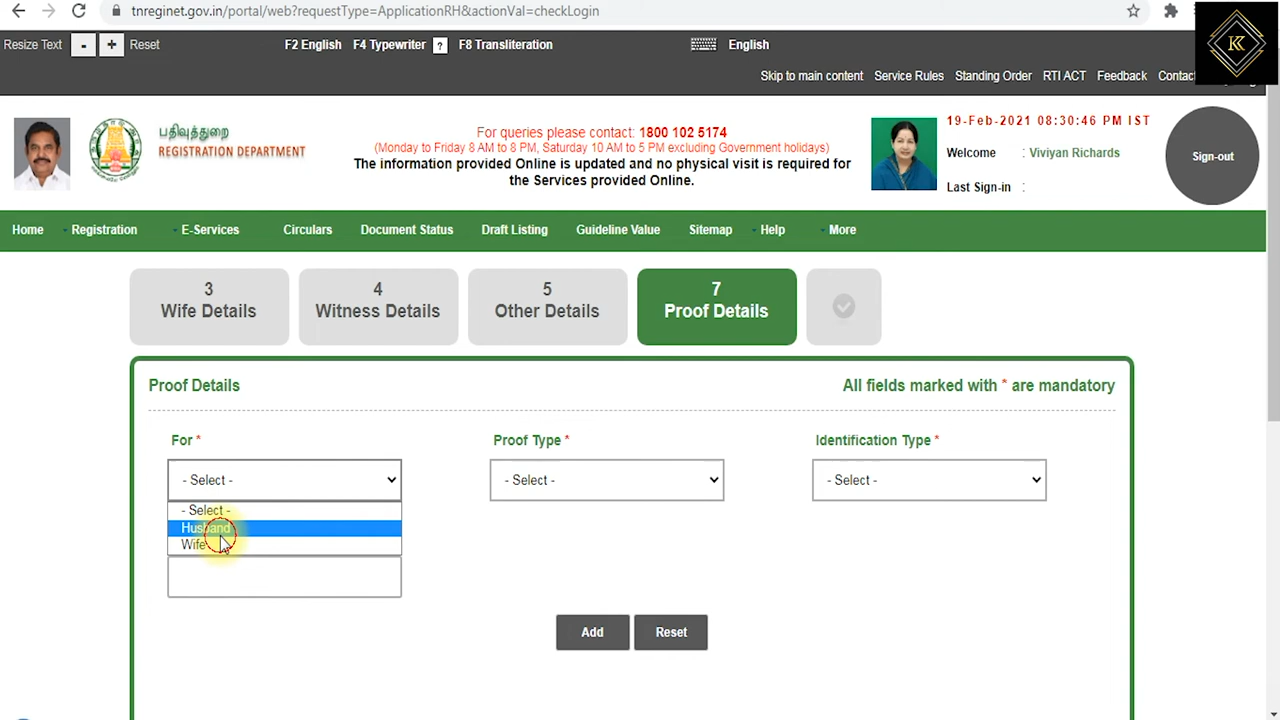 tnreginet.gov.in/portal/web?requestType=ApplicationRH&actionVal=checkLogin
Resize Text - + Reset F2 English F4 Typewriter ? F8 Transliteration English
Skip to main content Service Rules Standing Order RTI ACT Feedback
பதிவுத்துறை
REGISTRATION DEPARTMENT
For queries please contact: 1800 102 5174
(Monday to Friday 8 AM to 8 PM, Saturday 10 AM to 5 PM excluding Government holidays)
The information provided Online is updated and no physical visit is required for
the Services provided Online.
19-Feb-2021 08:30:46 PM IST
Welcome : Viviyan Richards
Last Sign-in :
Sign-out
Home Registration E-Services Circulars Document Status Draft Listing Guideline Value Sitemap Help More
3
Wife Details
4
Witness Details
5
Other Details
7
Proof Details
Proof Details All fields marked with * are mandatory
For * Proof Type * Identification Type *
- Select - - Select - - Select -
- Select -
Husband
Wife
Add Reset